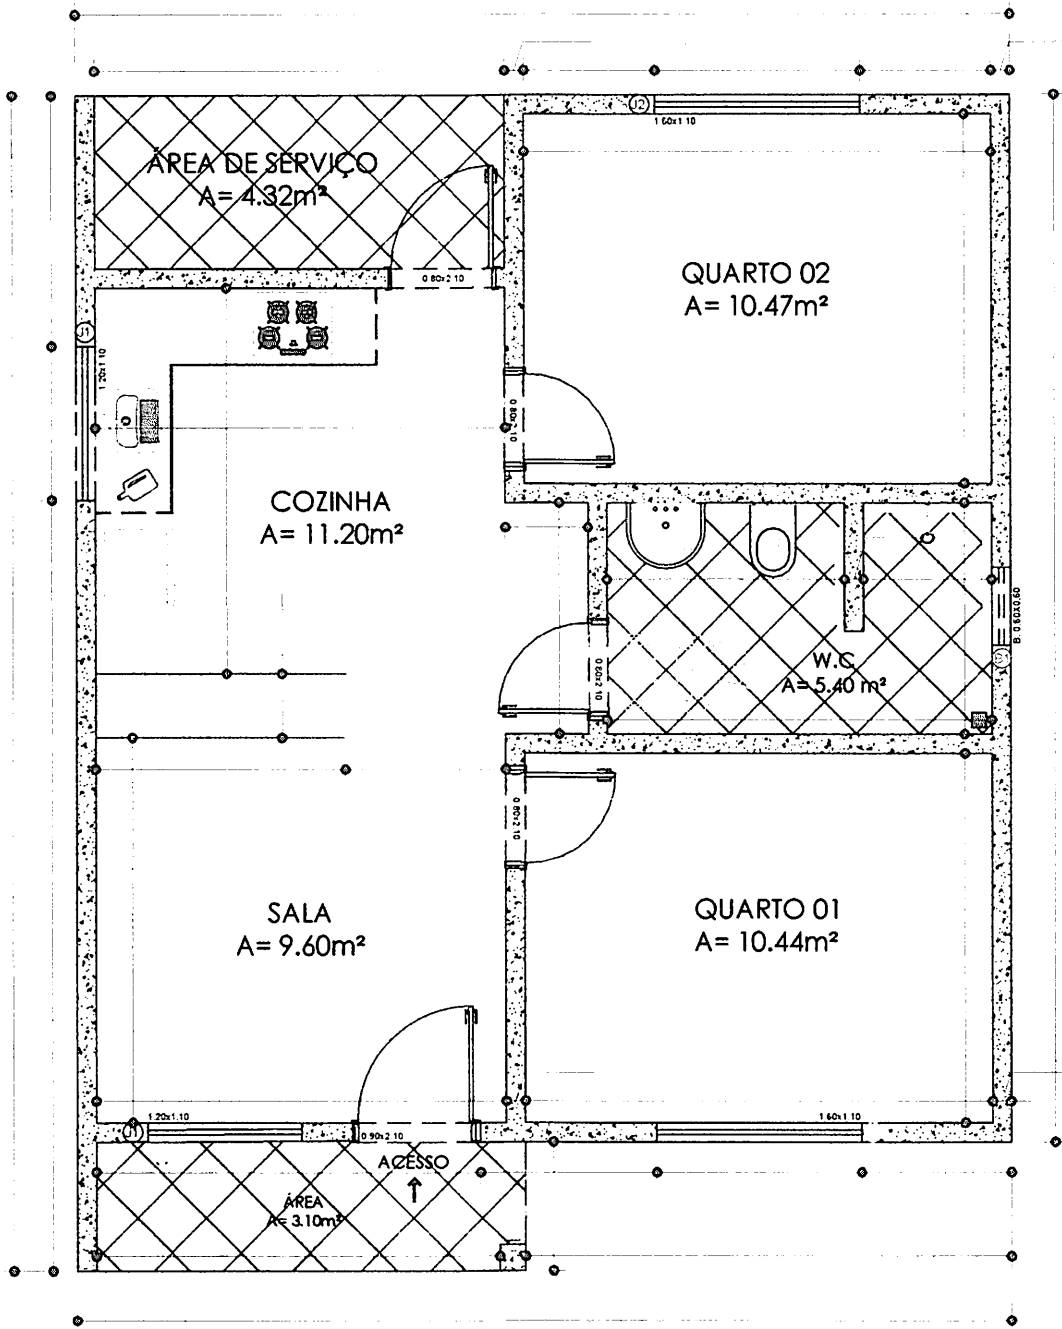 J2
1.60x1.10
ÁREA DE SERVIÇO
A= 4.32m²
0.80x2.10
QUARTO 02
A= 10.47m²
J1
1.20x1.10
0.80x2.10
COZINHA
A= 11.20m²
B. 0.60X0.60
W.C
A= 5.40 m²
0.60x2.10
0.80x2.10
SALA
A= 9.60m²
QUARTO 01
A= 10.44m²
1.20x1.10
J1
0.90x2.10
1.60x1.10
ACESSO
ÁREA
A= 3.10m²